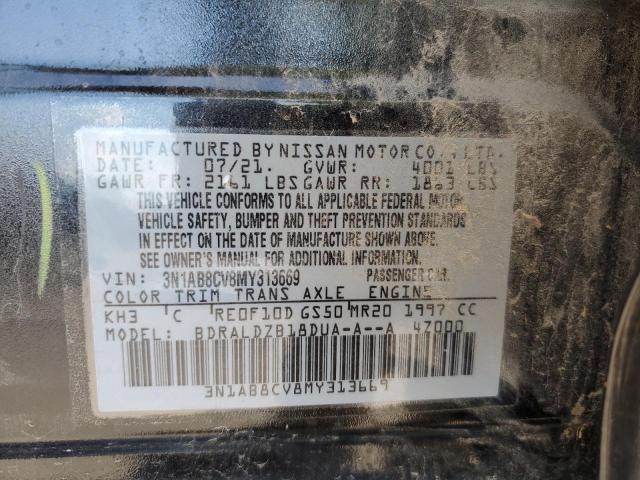 MANUFACTURED BY NISSAN MOTOR CO., LTD.
DATE: 07/21. GVWR: 4001 LBS
GAWR FR: 2161 LBS GAWR RR: 1863 LBS
THIS VEHICLE CONFORMS TO ALL APPLICABLE FEDERAL MOTOR
VEHICLE SAFETY, BUMPER AND THEFT PREVENTION STANDARDS
IN EFFECT ON THE DATE OF MANUFACTURE SHOWN ABOVE.
SEE OWNER'S MANUAL FOR ADDITIONAL INFORMATION.
VIN: 3N1AB8CV8MY313669 PASSENGER CAR.
COLOR TRIM TRANS AXLE ENGINE
KH3 C RE0F10D GS50 MR20 1997 CC
MODEL: BDRALDZB18DUA-A--A 4Z000
3N1AB8CV8MY313669